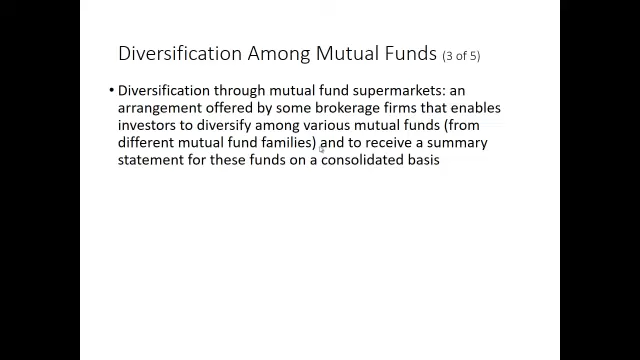 Diversification Among Mutual Funds (3 of 5)
• Diversification through mutual fund supermarkets: an
arrangement offered by some brokerage firms that enables
investors to diversify among various mutual funds (from
different mutual fund families) and to receive a summary
statement for these funds on a consolidated basis